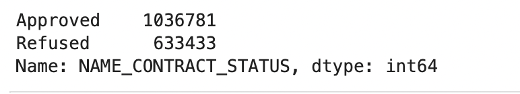 Approved    1036781
Refused      633433
Name: NAME_CONTRACT_STATUS, dtype: int64